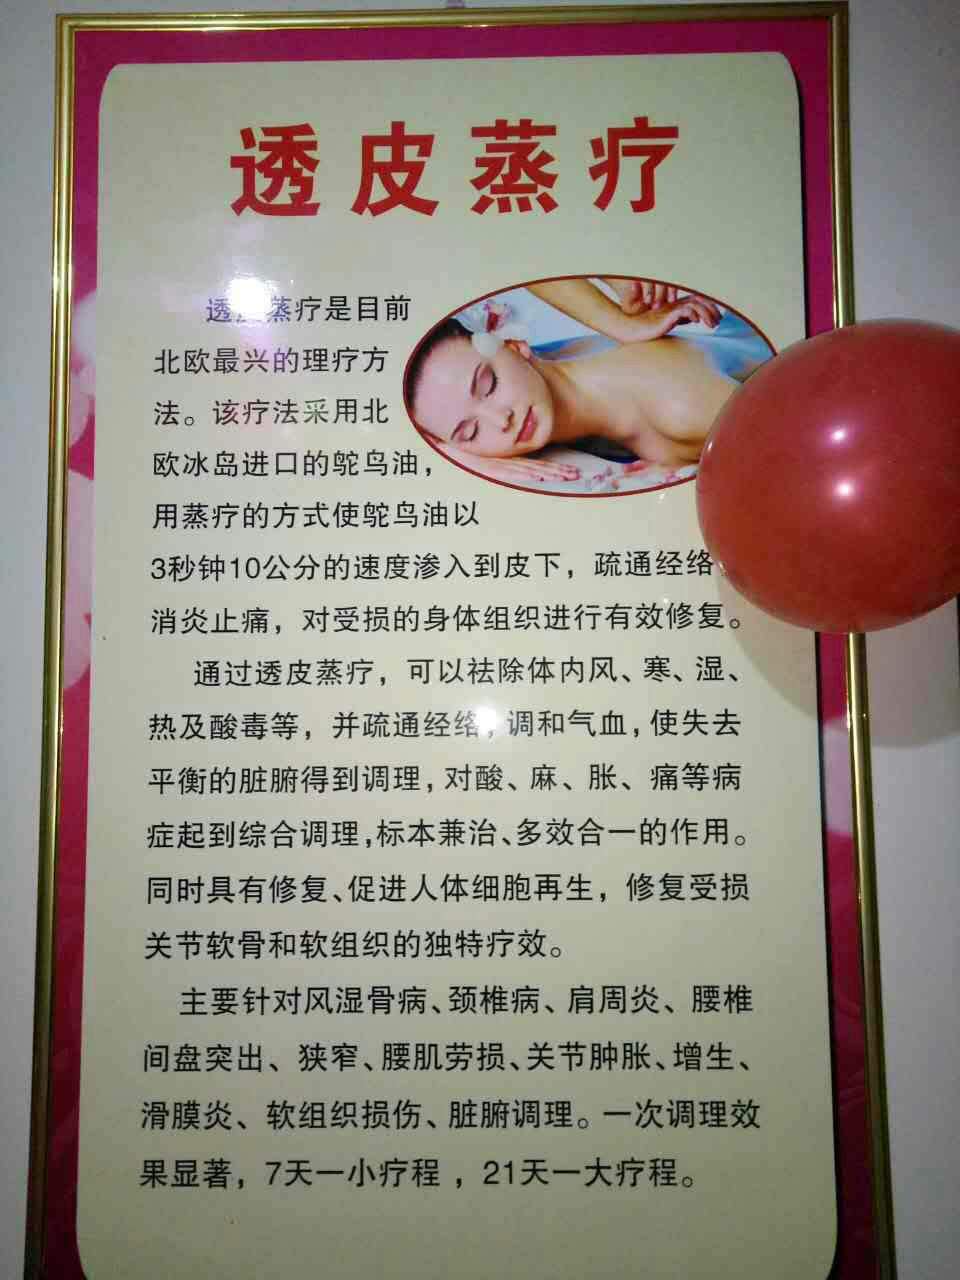 透皮蒸疗
透皮蒸疗是目前
北欧最兴的理疗方
法。该疗法采用北
欧冰岛进口的鸵鸟油，
用蒸疗的方式使鸵鸟油以
3秒钟10公分的速度渗入到皮下，疏通经络
消炎止痛，对受损的身体组织进行有效修复。
通过透皮蒸疗，可以祛除体内风、寒、湿、
热及酸毒等，并疏通经络，调和气血，使失去
平衡的脏腑得到调理，对酸、麻、胀、痛等病
症起到综合调理，标本兼治、多效合一的作用。
同时具有修复、促进人体细胞再生，修复受损
关节软骨和软组织的独特疗效。
主要针对风湿骨病、颈椎病、肩周炎、腰椎
间盘突出、狭窄、腰肌劳损、关节肿胀、增生、
滑膜炎、软组织损伤、脏腑调理。一次调理效
果显著，7天一小疗程，21天一大疗程。